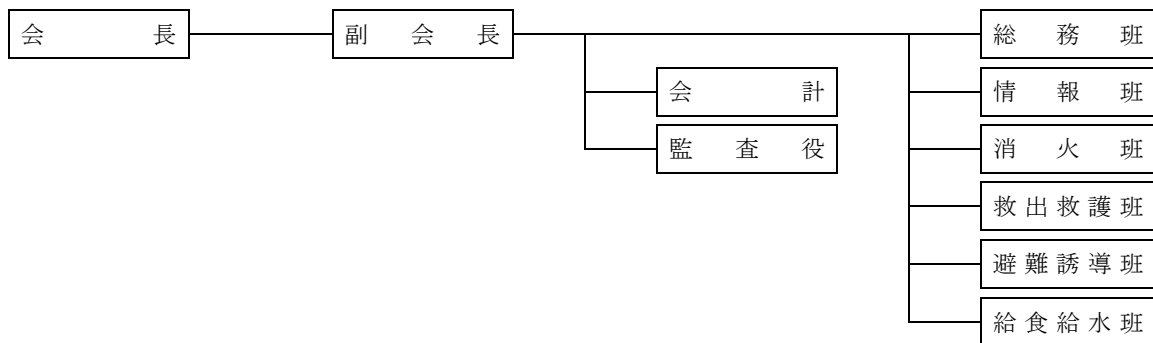 会長
副会長
総務班
会計
情報班
監査役
消火班
救出救護班
避難誘導班
給食給水班